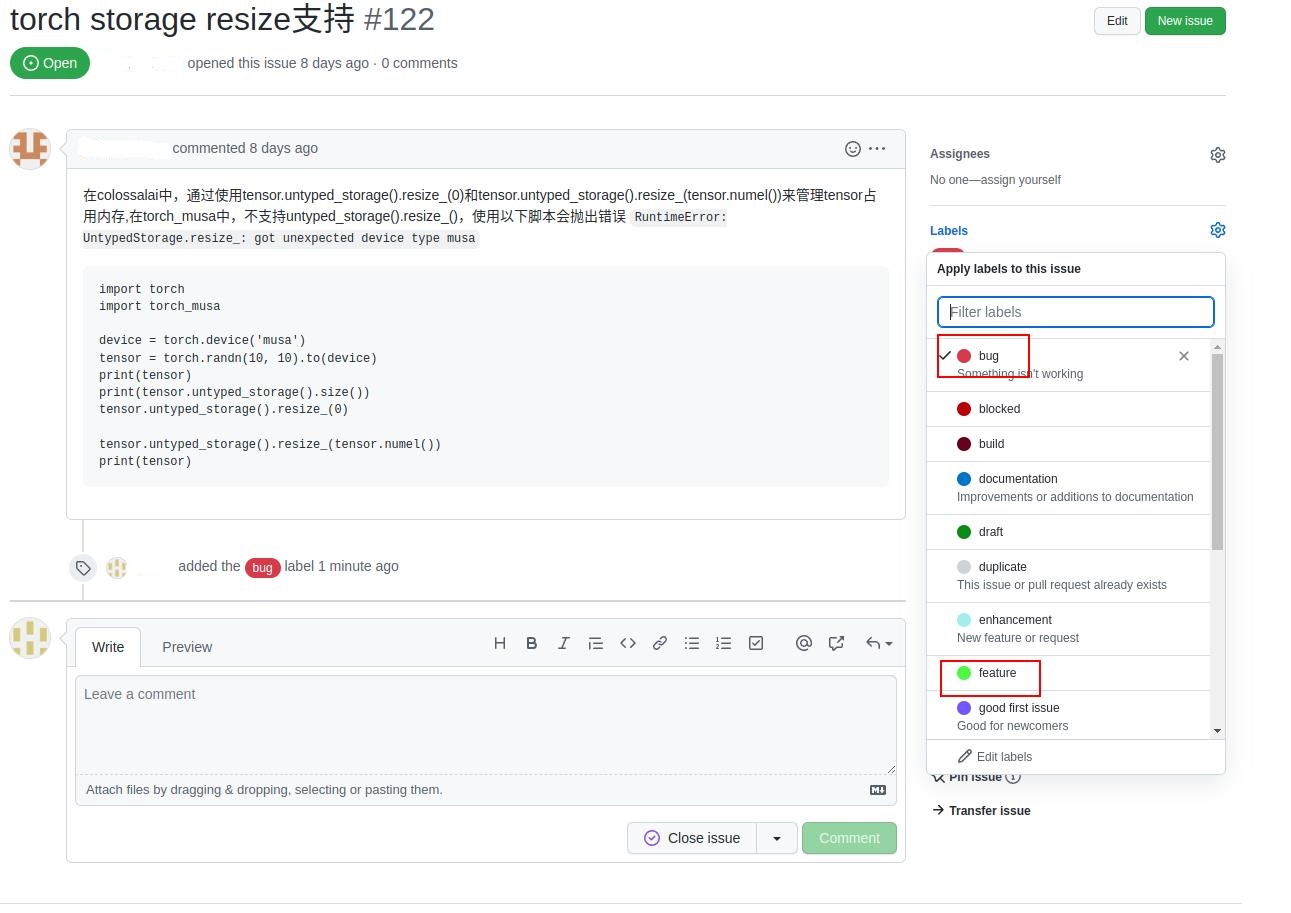 torch storage resize支持 #122
Edit
New issue
Open
opened this issue 8 days ago · 0 comments
commented 8 days ago
在colossalai中，通过使用tensor.untyped_storage().resize_(0)和tensor.untyped_storage().resize_(tensor.numel())来管理tensor占
用内存,在torch_musa中，不支持untyped_storage().resize_()，使用以下脚本会抛出错误 RuntimeError:
UntypedStorage.resize_: got unexpected device type musa
import torch
import torch_musa
device = torch.device('musa')
tensor = torch.randn(10, 10).to(device)
print(tensor)
print(tensor.untyped_storage().size())
tensor.untyped_storage().resize_(0)
tensor.untyped_storage().resize_(tensor.numel())
print(tensor)
added the bug label 1 minute ago
Write
Preview
Leave a comment
Attach files by dragging & dropping, selecting or pasting them.
Close issue
Comment
Assignees
No one—assign yourself
Labels
Apply labels to this issue
Filter labels
bug
Something isn't working
blocked
build
documentation
Improvements or additions to documentation
draft
duplicate
This issue or pull request already exists
enhancement
New feature or request
feature
good first issue
Good for newcomers
Edit labels
Pin issue
Transfer issue